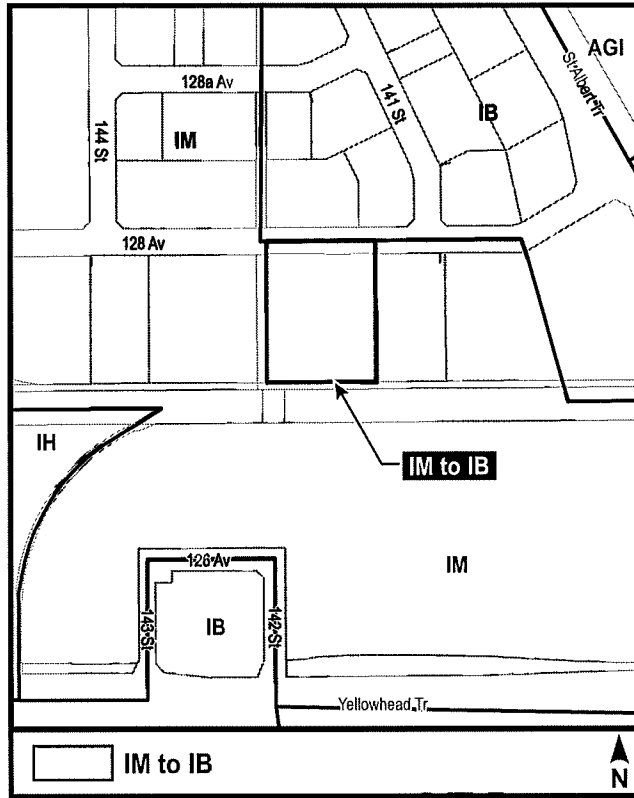 AGI
St Albert Tr
128a Av
141 St
IB
144 St
IM
128 Av
IM to IB
IH
126 Av
IM
143 St
IB
142 St
Yellowhead Tr
IM to IB
N